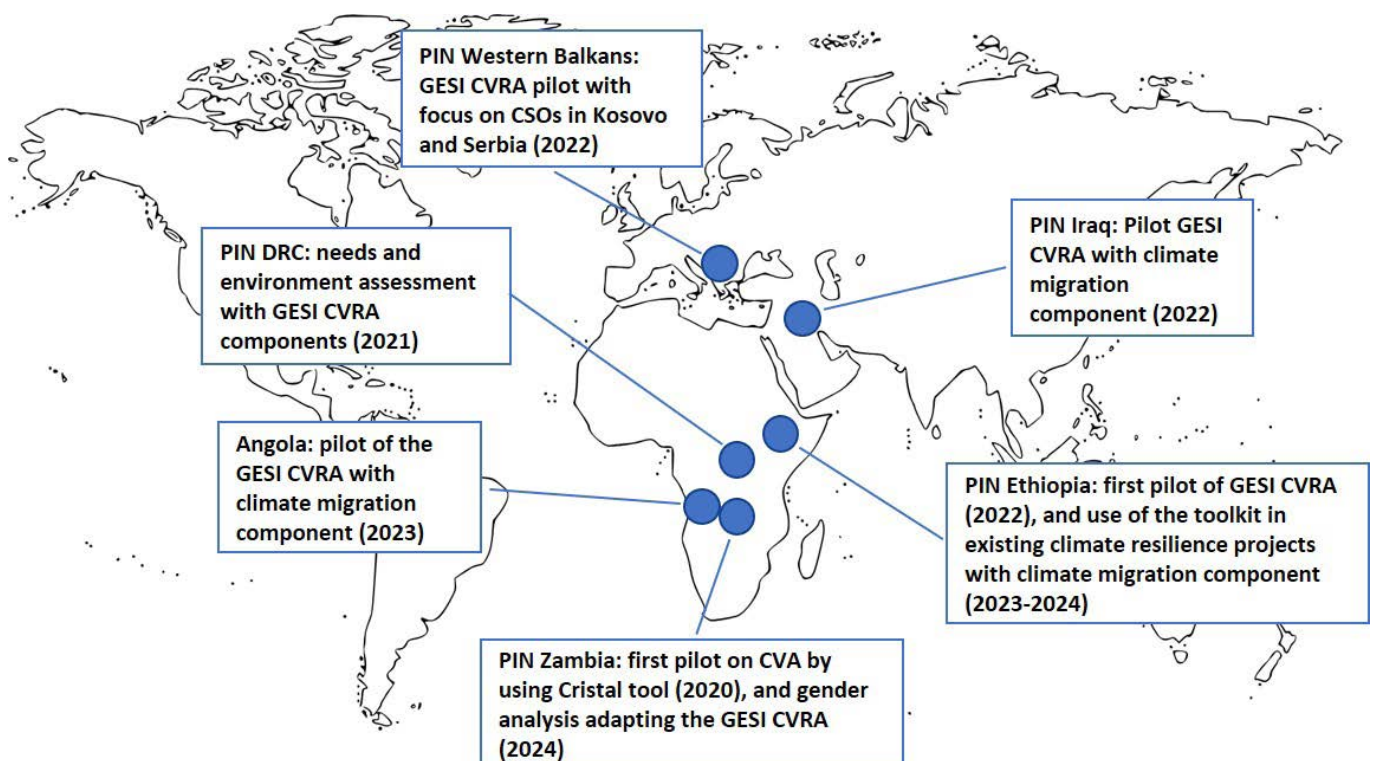 PIN Western Balkans:
GESI CVRA pilot with
focus on CSOs in Kosovo
and Serbia (2022)
PIN DRC: needs and
environment assessment
with GESI CVRA
components (2021)
PIN Iraq: Pilot GESI
CVRA with climate
migration
component (2022)
Angola: pilot of the
GESI CVRA with
climate migration
component (2023)
PIN Ethiopia: first pilot of GESI CVRA
(2022), and use of the toolkit in
existing climate resilience projects
with climate migration component
(2023-2024)
PIN Zambia: first pilot on CVA by
using Cristal tool (2020), and gender
analysis adapting the GESI CVRA
(2024)